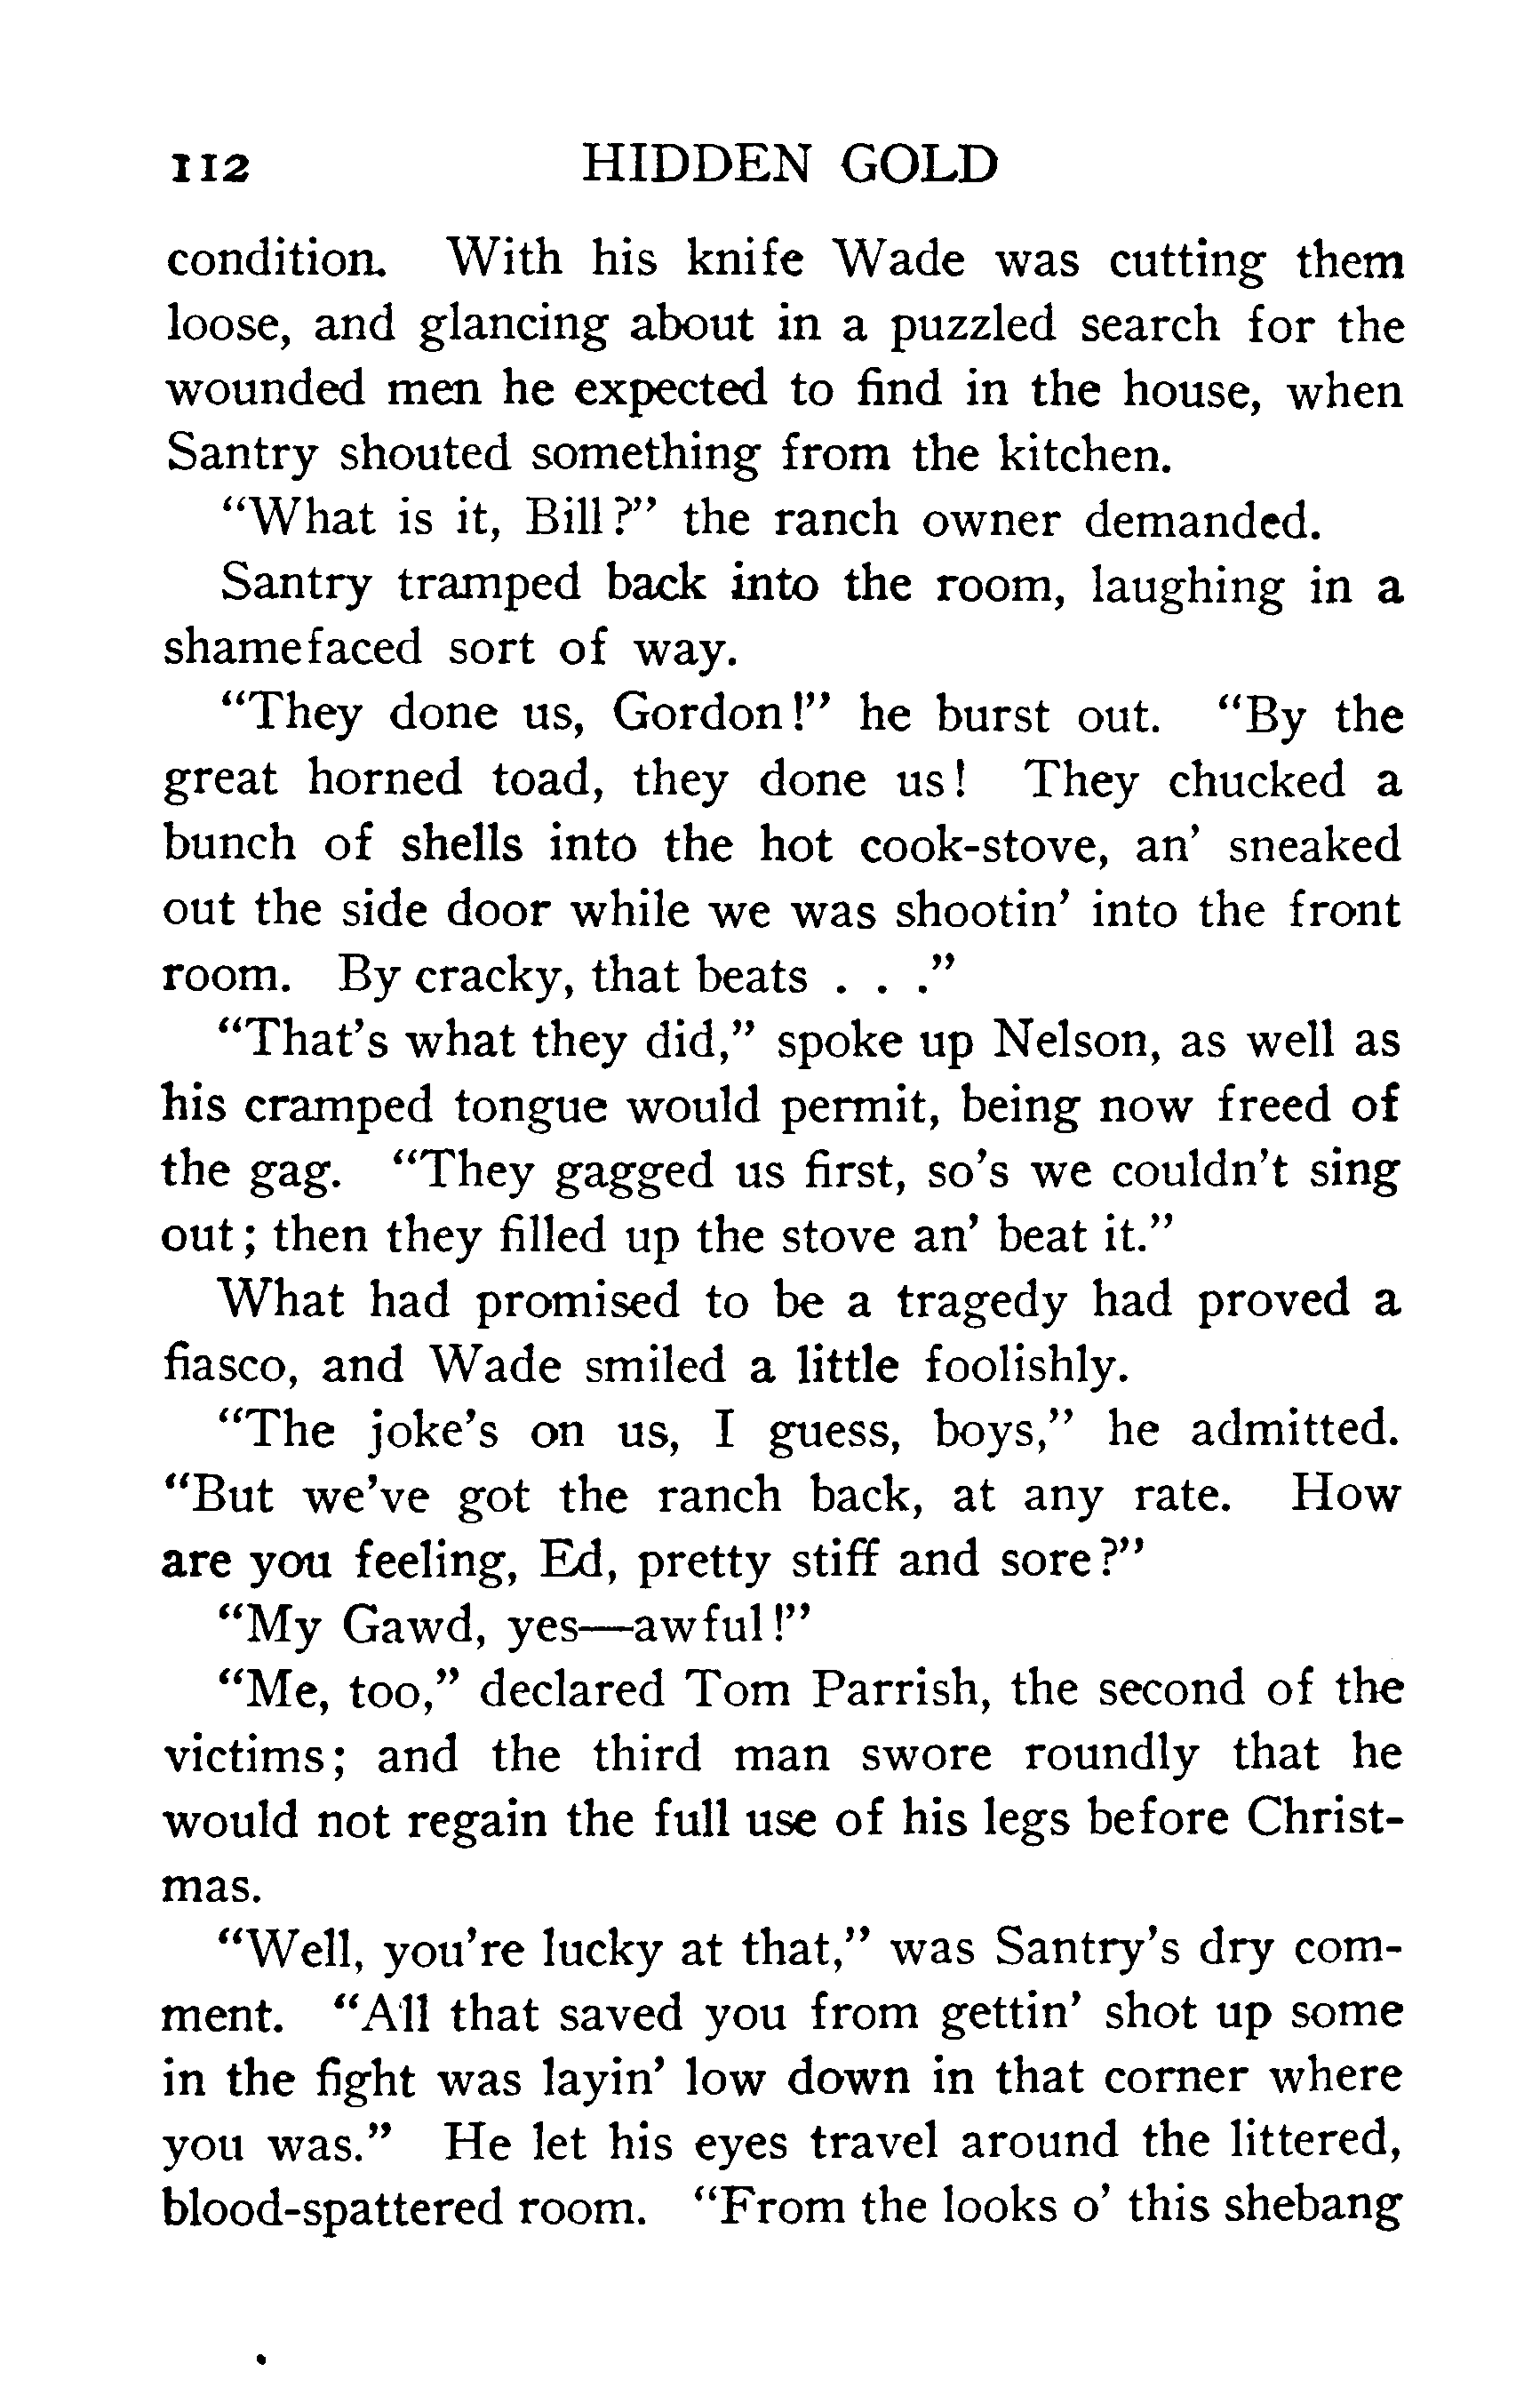 112 HIDDEN GOLD
condition. With his knife Wade was cutting them
loose, and glancing about in a puzzled search for the
wounded men he expected to find in the house, when
Santry shouted something from the kitchen.
“What is it, Bill?” the ranch owner demanded.
Santry tramped back into the room, laughing in a
shamefaced sort of way.
“They done us, Gordon!” he burst out. “By the
great horned toad, they done us! They chucked a
bunch of shells into the hot cook-stove, an’ sneaked
out the side door while we was shootin’ into the front
room. By cracky, that beats . . .”
“That’s what they did,” spoke up Nelson, as well as
his cramped tongue would permit, being now freed of
the gag. “They gagged us first, so’s we couldn’t sing
out; then they filled up the stove an’ beat it.”
What had promised to be a tragedy had proved a
fiasco, and Wade smiled a little foolishly.
“The joke’s on us, I guess, boys,” he admitted.
“But we’ve got the ranch back, at any rate. How
are you feeling, Ed, pretty stiff and sore?”
“My Gawd, yes—awful!”
“Me, too,” declared Tom Parrish, the second of the
victims; and the third man swore roundly that he
would not regain the full use of his legs before Christ-
mas.
“Well, you’re lucky at that,” was Santry’s dry com-
ment. “All that saved you from gettin’ shot up some
in the fight was layin’ low down in that corner where
you was.” He let his eyes travel around the littered,
blood-spattered room. “From the looks o’ this shebang